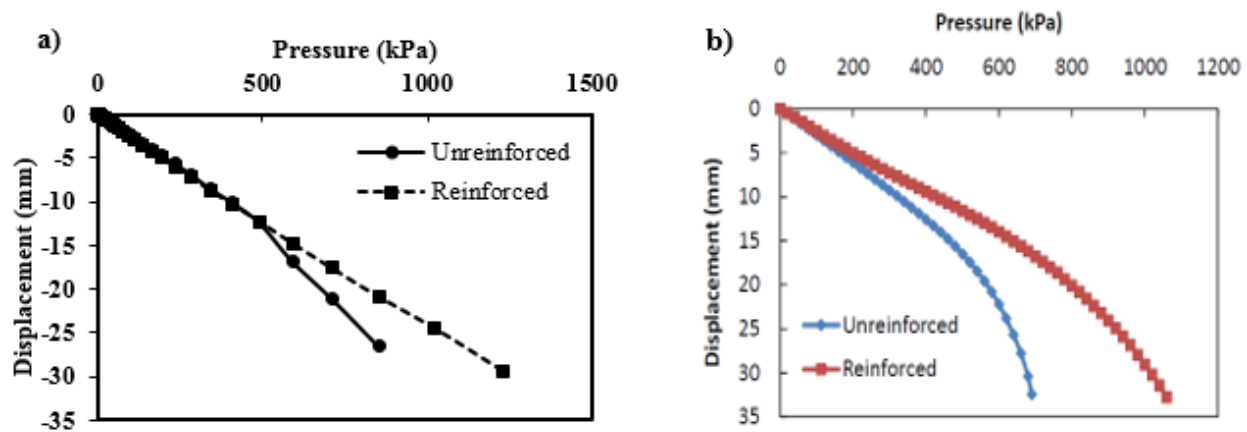 a)
Pressure (kPa)
0 500 1000 1500
0
-5
-10
-15
-20
-25
-30
-35
Displacement (mm)
Unreinforced
Reinforced
b)
Pressure (kPa)
0 200 400 600 800 1000 1200
0
5
10
15
20
25
30
35
Displacement (mm)
Unreinforced
Reinforced